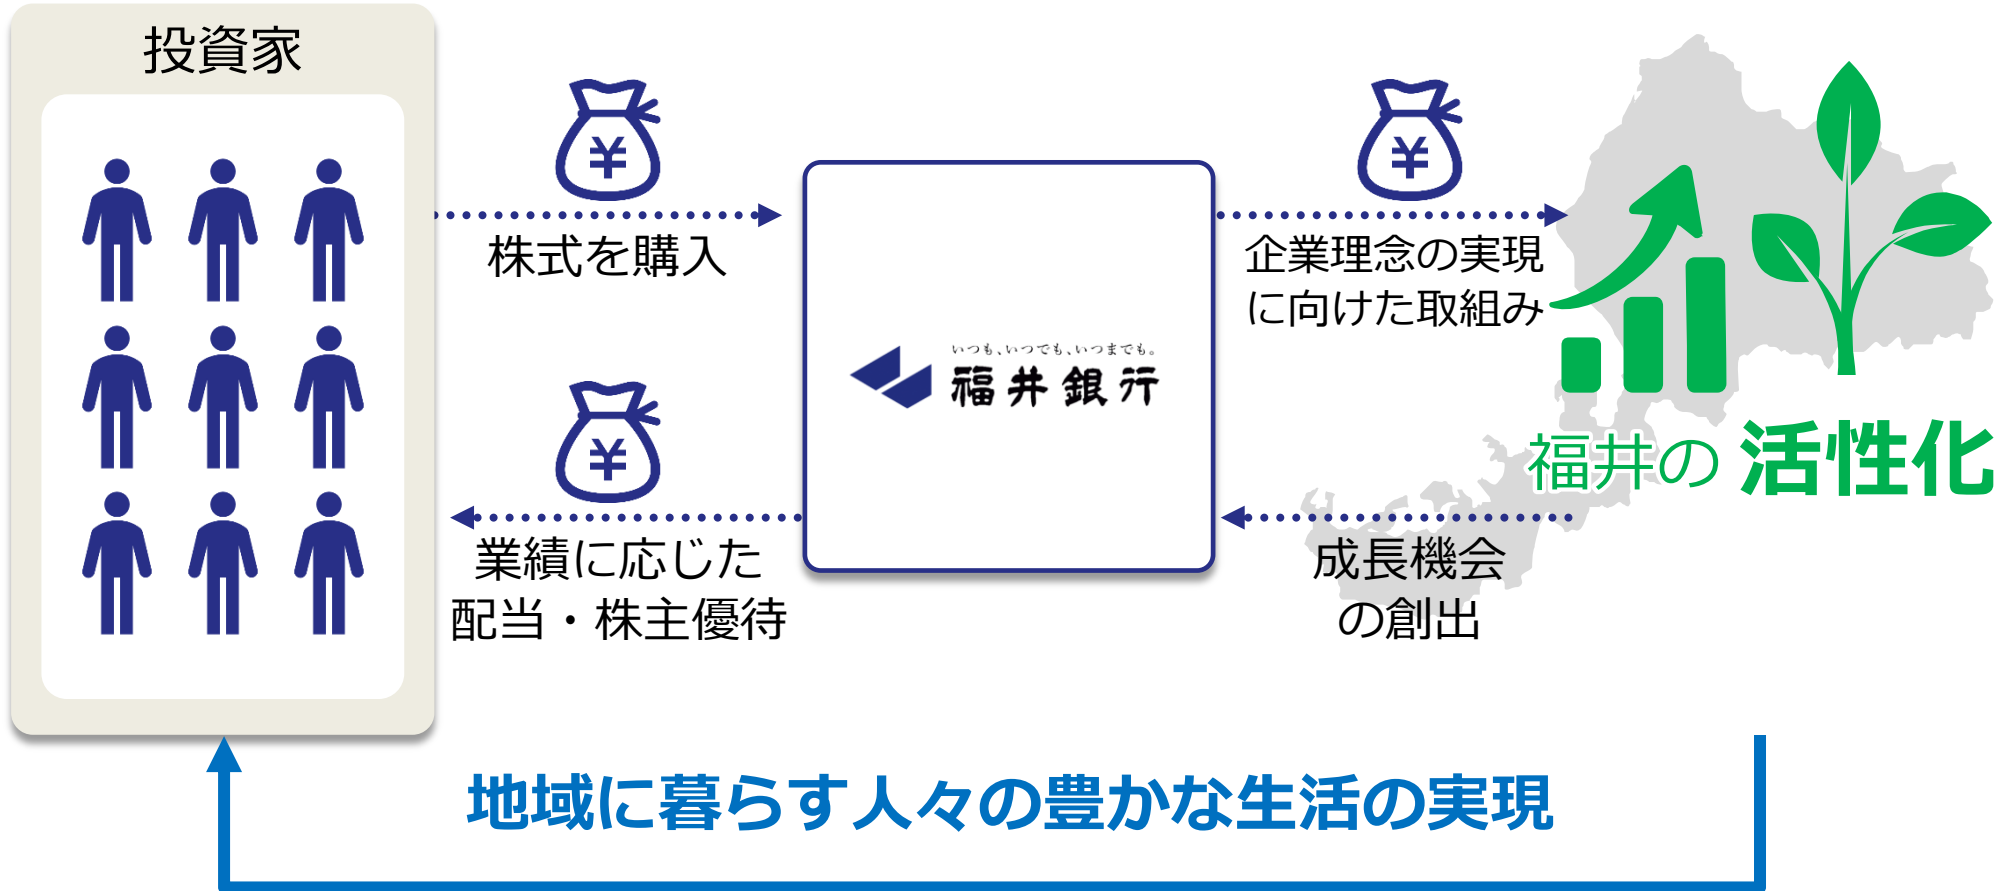 投資家
¥
株式を購入
¥
業績に応じた
配当・株主優待
いつも、いつでも、いつまでも。
福井銀行
¥
企業理念の実現
に向けた取組み
福井の活性化
成長機会
の創出
地域に暮らす人々の豊かな生活の実現